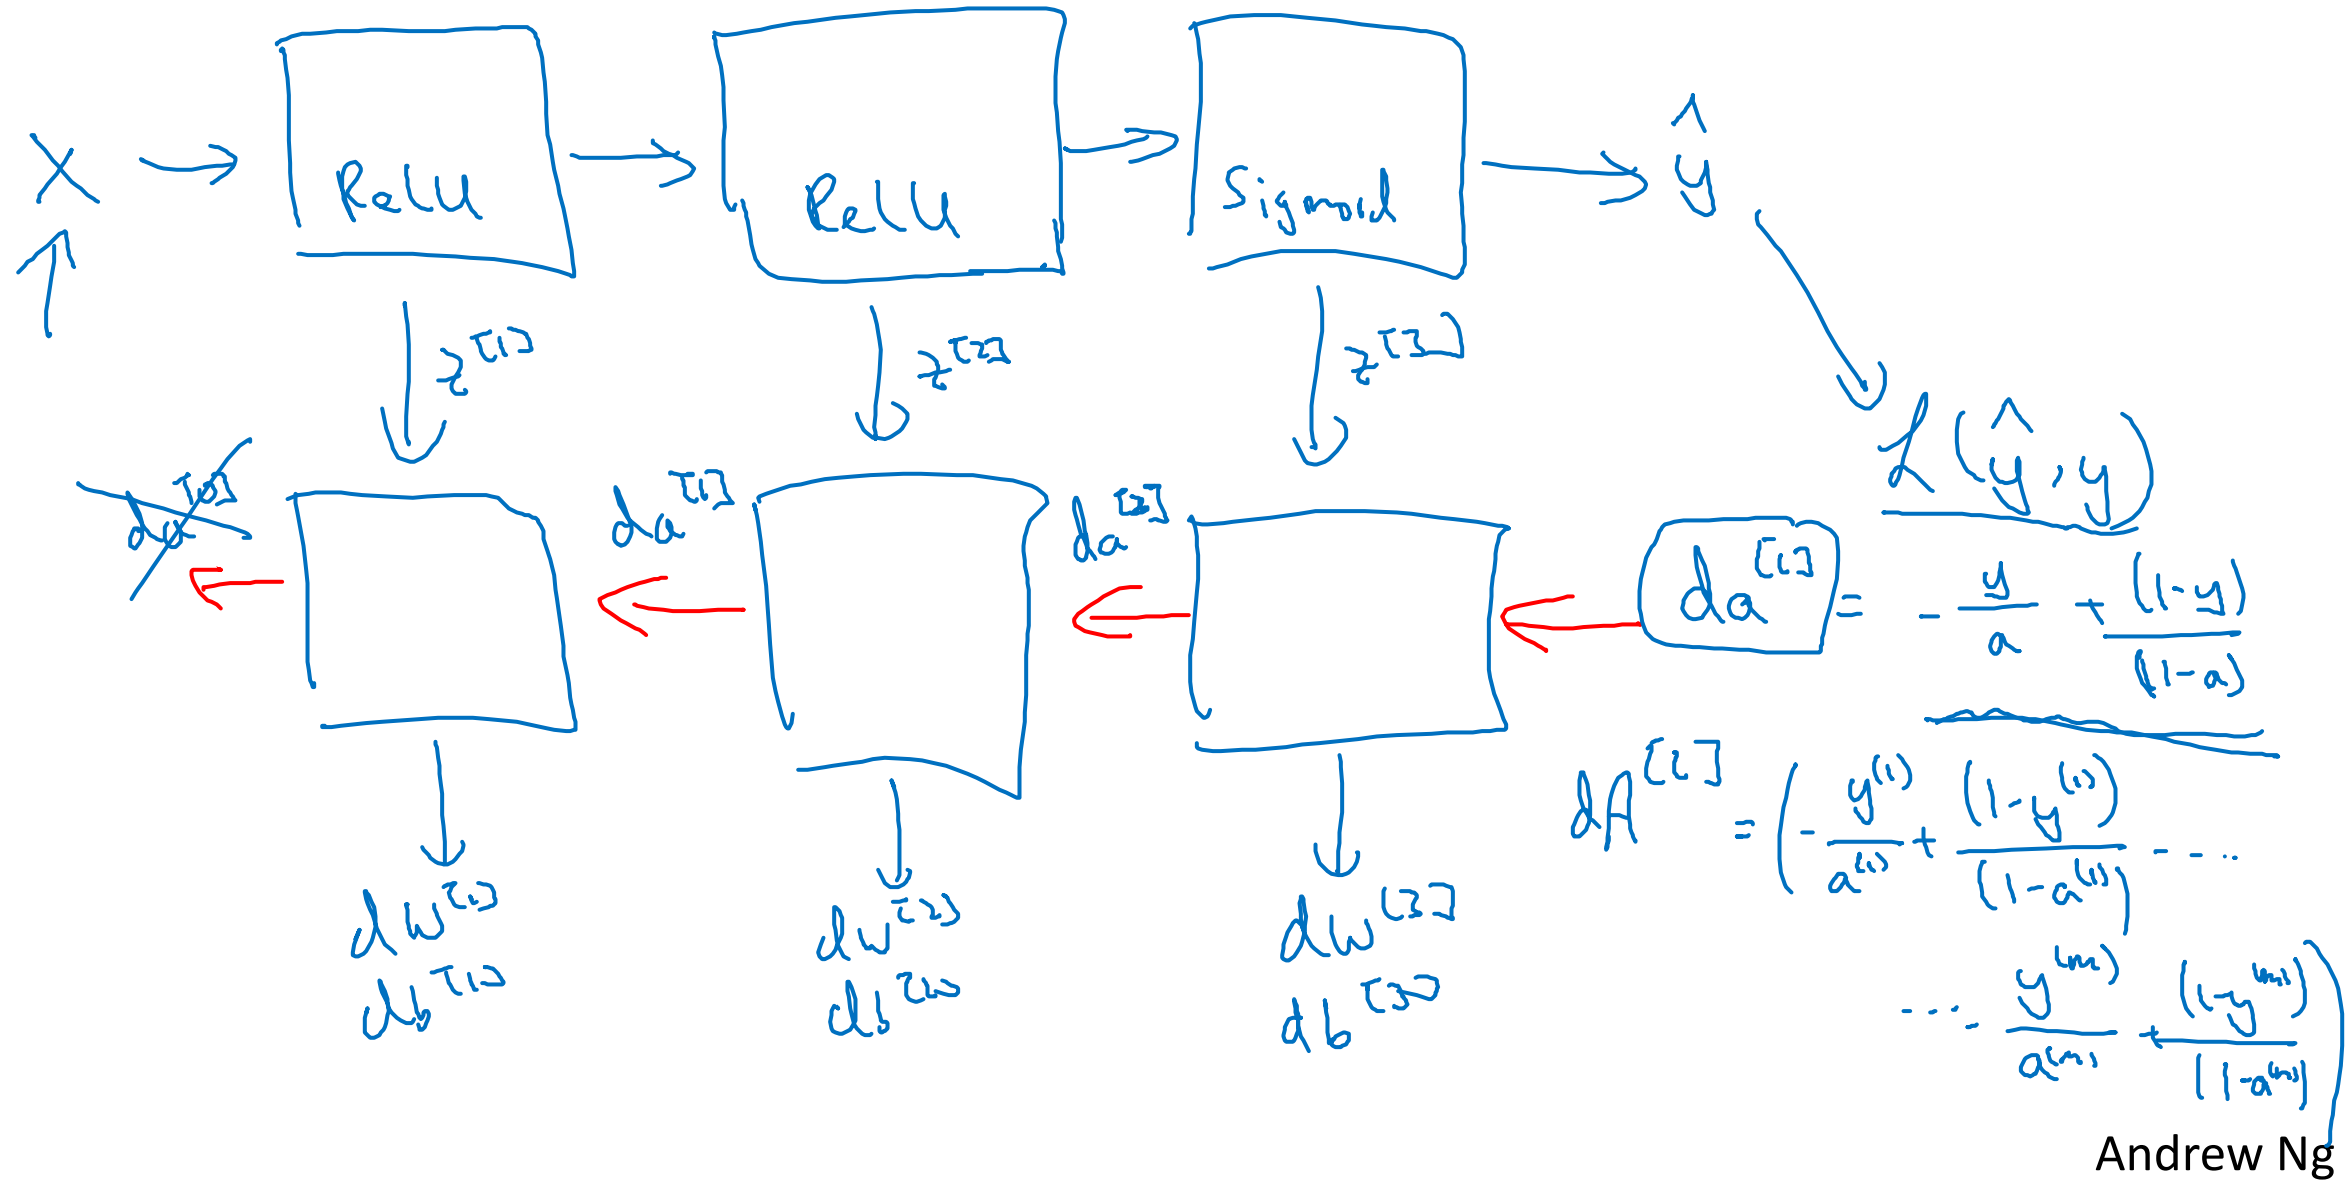 X → ReLU → ReLU → Sigmoid → ŷ
z[1] z[2] z[3]
L(ŷ, y)
da[0] da[1] da[2] da[l] = - y/a + (1-y)/(1-a)
dA[l] = (- y(1)/a(1) + (1-y(1))/(1-a(1)) ....
dW[1] dW[2] dW[3]
db[1] db[2] db[3]
.... y(m)/a(m) + (1-y(m))/(1-a(m)))
Andrew Ng